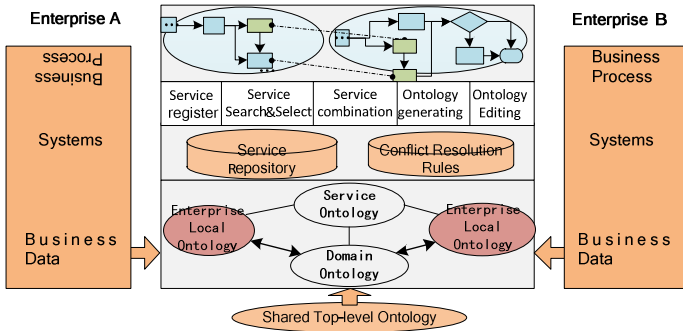 Enterprise A
Enterprise B
Business
Process
Systems
Business
Data
Service
register
Service
Search&Select
Service
combination
Ontology
generating
Ontology
Editing
Service
Repository
Conflict Resolution
Rules
Service
Ontology
Enterprise
Local
Ontology
Enterprise
Local
Ontology
Domain
Ontology
Shared Top-level Ontology
Business
Process
Systems
Business
Data